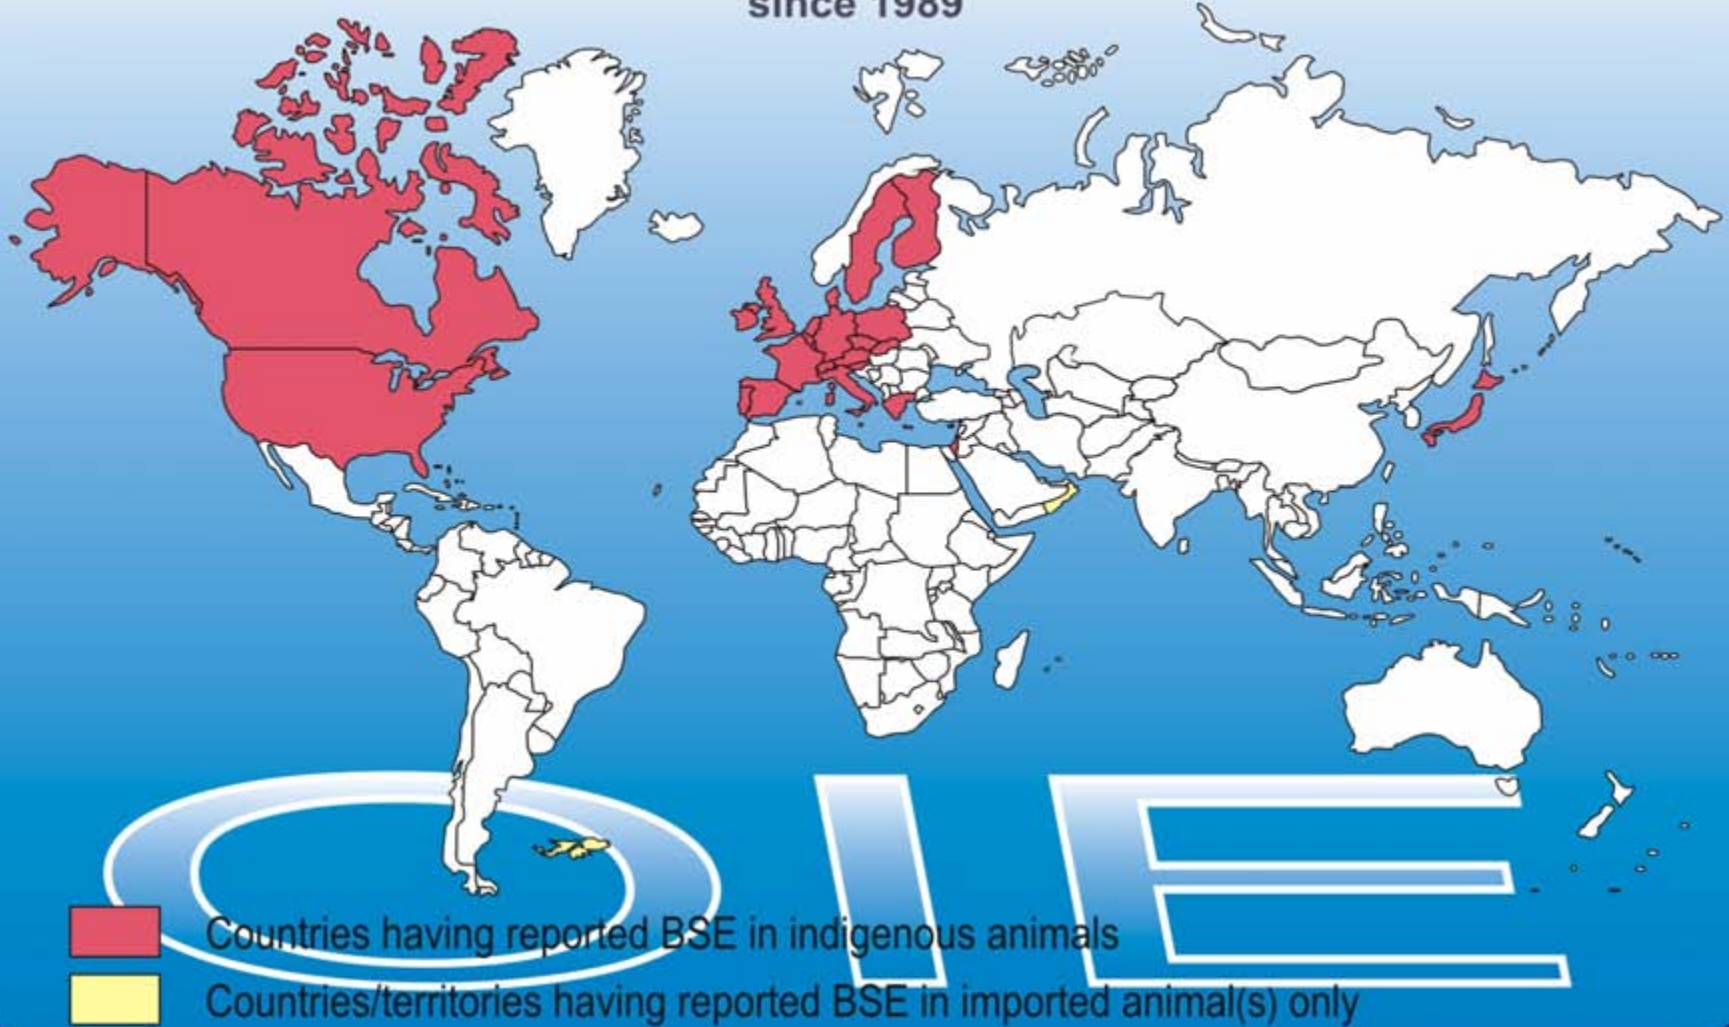 since 1989
OIE
Countries having reported BSE in indigenous animals
Countries/territories having reported BSE in imported animal(s) only